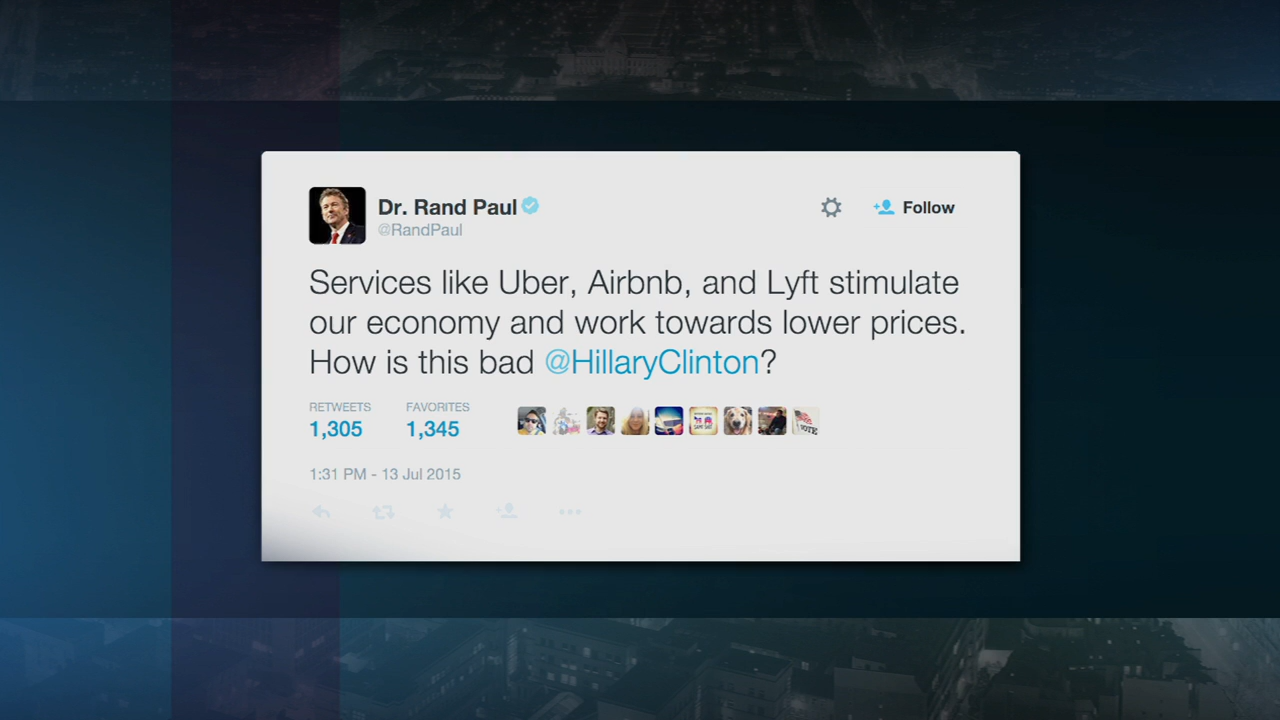 Dr. Rand Paul
@RandPaul
Follow
Services like Uber, Airbnb, and Lyft stimulate
our economy and work towards lower prices.
How is this bad @HillaryClinton?
RETWEETS FAVORITES
1,305 1,345
1:31 PM - 13 Jul 2015
VOTE